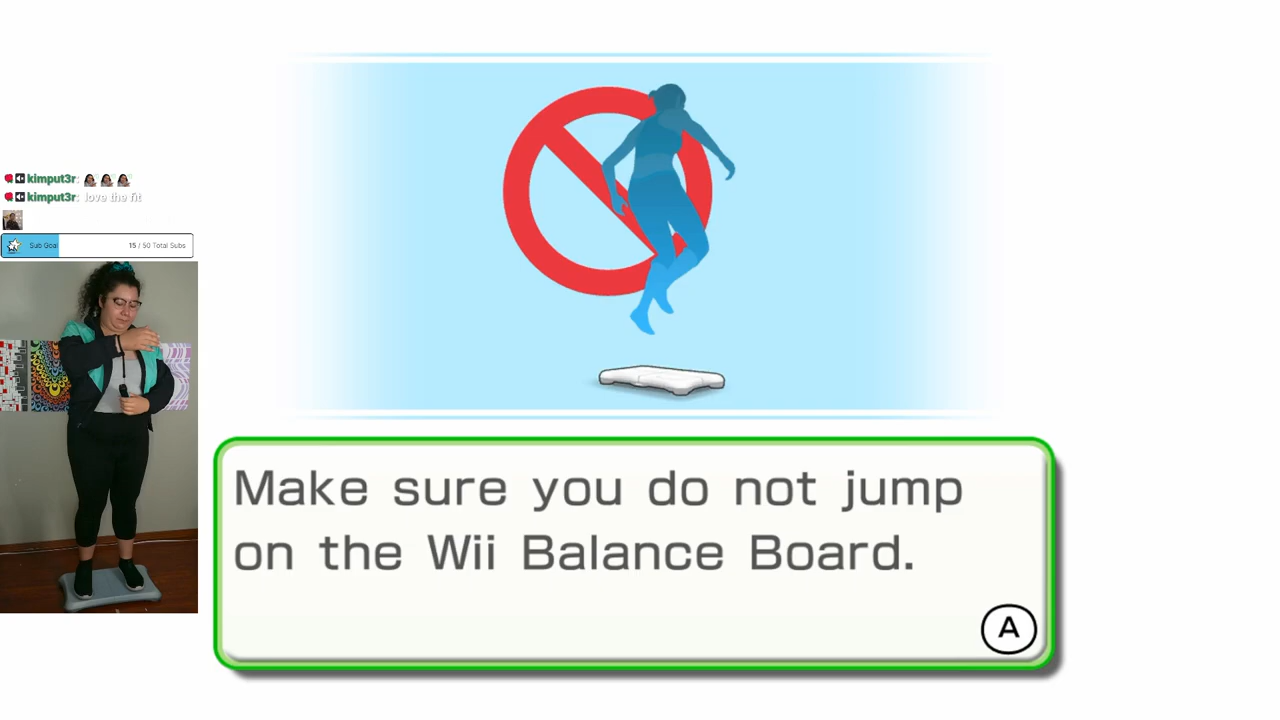 kimput3r:
kimput3r: love the fit
Sub Goal 15 / 50 Total Subs
Make sure you do not jump
on the Wii Balance Board.
A